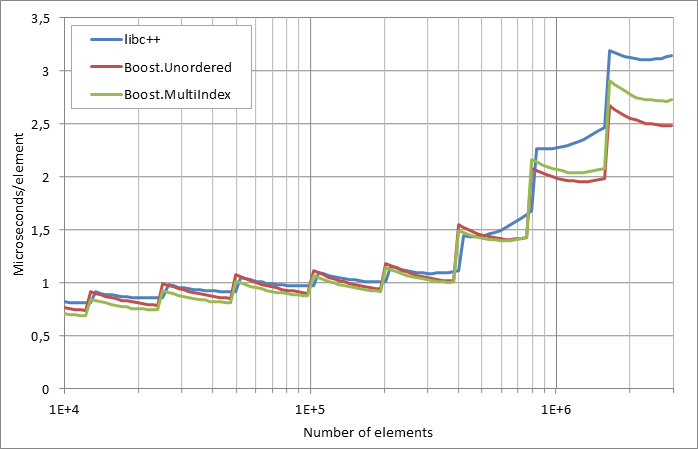 3,5
3
2,5
2
1,5
1
0,5
0
Microseconds/element
libc++
Boost.Unordered
Boost.MultiIndex
1E+4
1E+5
1E+6
Number of elements